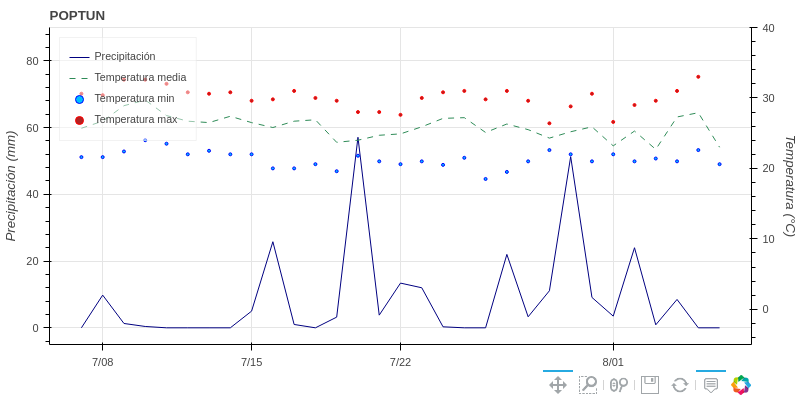 POPTUN
Precipitación
Temperatura media
Temperatura min
Temperatura max
Precipitación (mm)
80
60
40
20
0
Temperatura (°C)
40
30
20
10
0
7/08
7/15
7/22
8/01